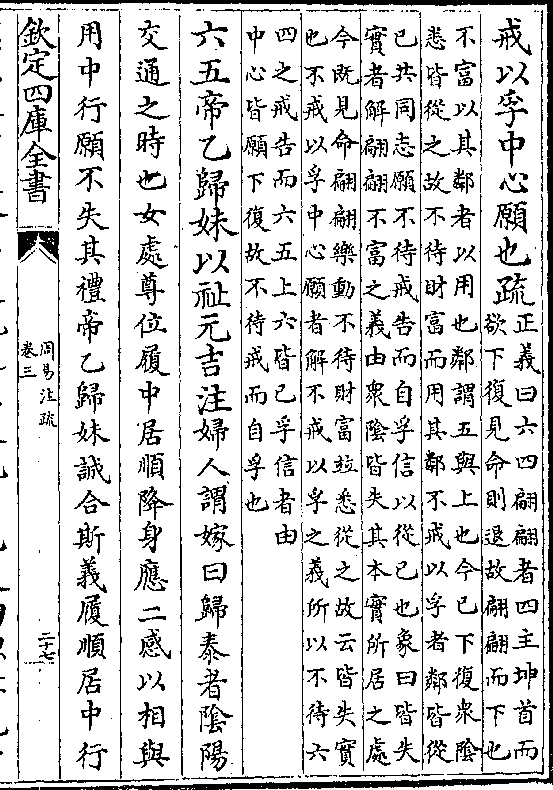 戒以孚中心願也疏
正義曰六四翩翩者四主坤首而
欲下復見命則退故翩翩而下也
不富以其鄰者以用也鄰謂五與上也今已下復衆陰
悉皆從之故不待財富而用其鄰不戒以孚者鄰皆從
已共同志願不待戒告而自孚信以從已也象曰皆失
實者解翩翩不富之義由衆陰皆失其本實所居之處
今既見命翩翩樂動不待財富並悉從之故云皆失實
也不戒以孚中心願者解不戒以孚之義所以不待六
四之戒告而六五上六皆已孚信者由
中心皆願下復故不待戒而自孚也
六五帝乙歸妹以祉元吉注婦人謂嫁曰歸泰者隂陽
交通之時也女處尊位履中居順降身應二感以相與
用中行願不失其禮帝乙歸妹誠合斯義履順居中行
欽定四庫全書
周易注疏
卷三
二十七